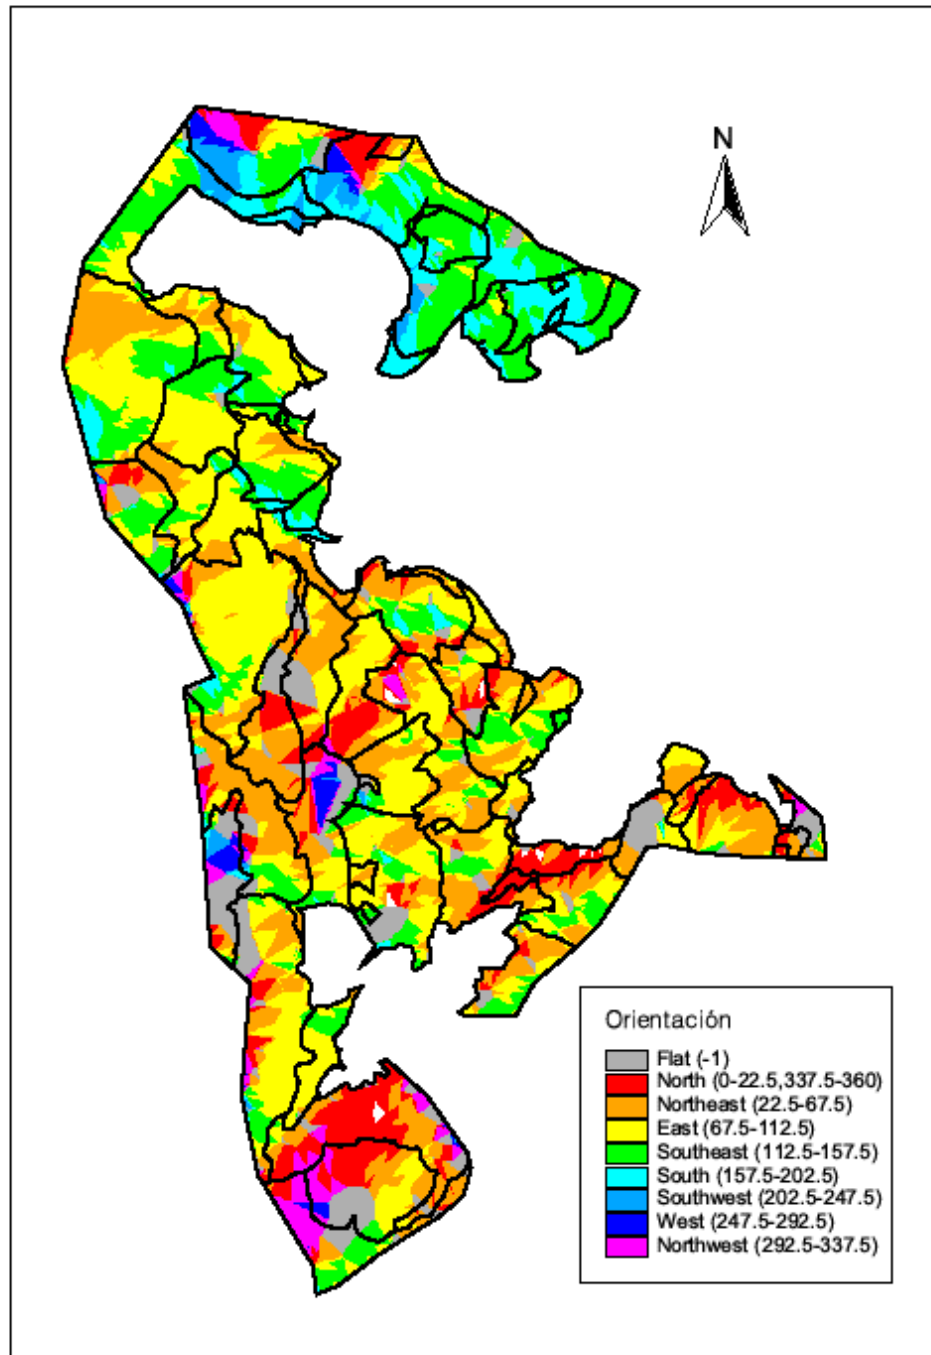 N
Orientación
Flat (-1)
North (0-22.5,337.5-360)
Northeast (22.5-67.5)
East (67.5-112.5)
Southeast (112.5-157.5)
South (157.5-202.5)
Southwest (202.5-247.5)
West (247.5-292.5)
Northwest (292.5-337.5)